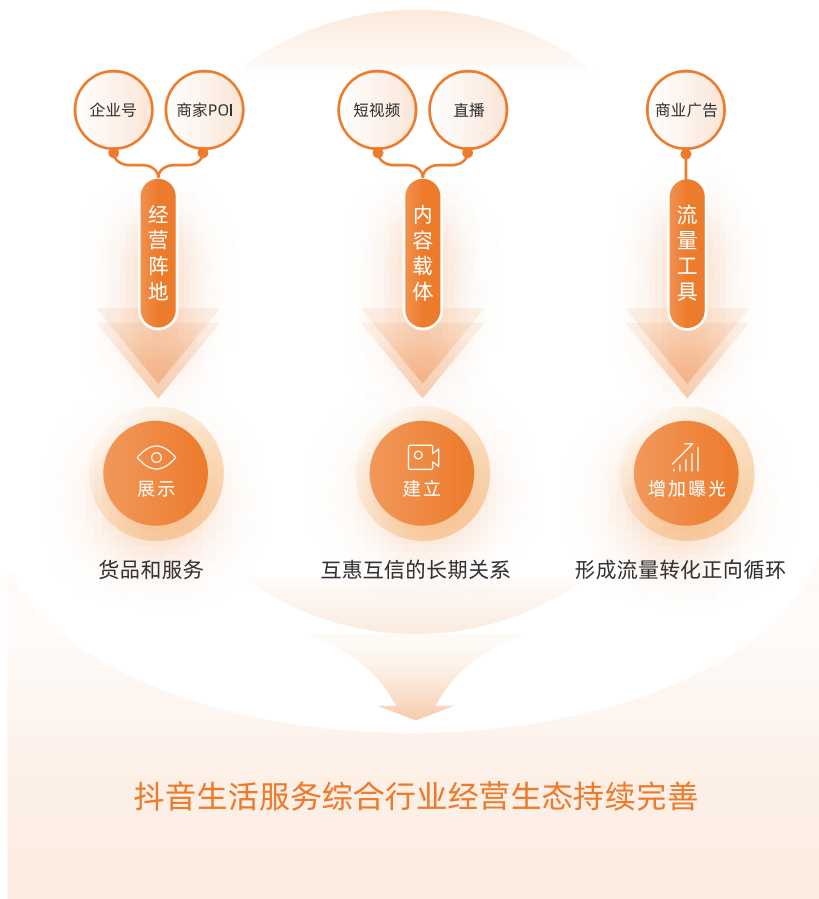 企业号
商家POI
短视频
直播
商业广告
经营阵地
内容载体
流量工具
展示
建立
增加曝光
货品和服务
互惠互信的长期关系
形成流量转化正向循环
抖音生活服务综合行业经营生态持续完善